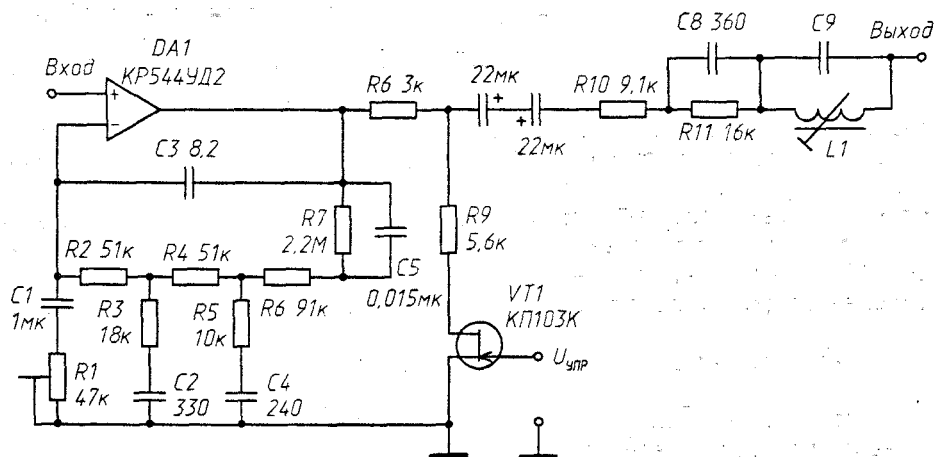 DA1
КР544УД2
Вход
+
−
R6 3к
22мк
+
+
22мк
R10 9,1к
C8 360
R11 16к
C9
L1
Выход
C3 8,2
R7
2,2М
C5
0,015мк
R9
5,6к
R2 51к
R4 51к
R6 91к
C1
1мк
R3
18к
R5
10к
VT1
КП103К
Uупр
R1
47к
C2
330
C4
240